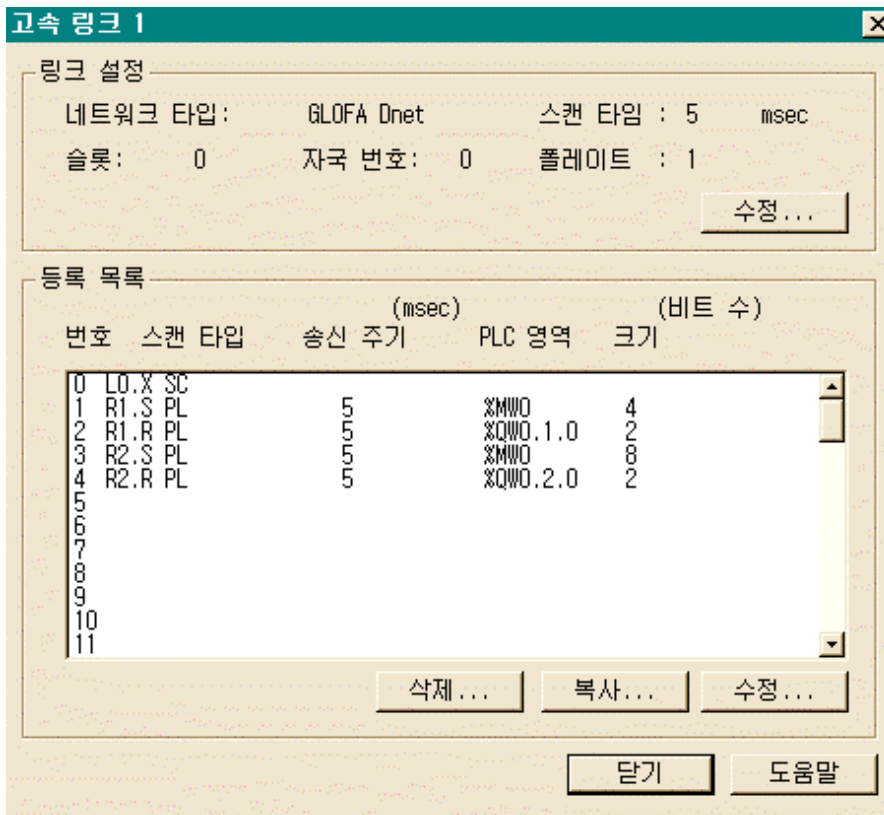 고속 링크 1
링크 설정
네트워크 타입: GLOFA Dnet 스캔 타임 : 5 msec
슬롯: 0 자국 번호: 0 폴레이트 : 1
수정...
등록 목록
(msec) (비트 수)
번호 스캔 타입 송신 주기 PLC 영역 크기
0 L0.X SC
1 R1.S PL 5 %MW0 4
2 R1.R PL 5 %QW0.1.0 2
3 R2.S PL 5 %MW0 8
4 R2.R PL 5 %QW0.2.0 2
5
6
7
8
9
10
11
삭제... 복사... 수정...
닫기 도움말